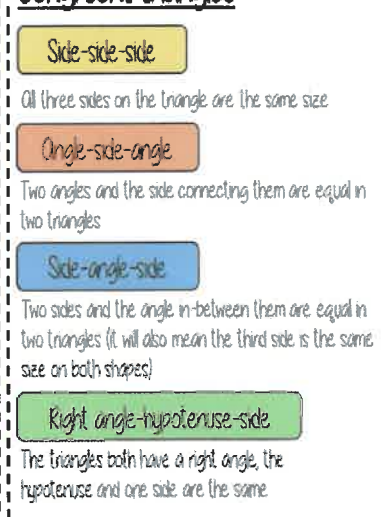 Congruent triangles
Side-side-side
All three sides on the triangle are the same size
Angle-side-angle
Two angles and the side connecting them are equal in
two triangles
Side-angle-side
Two sides and the angle in-between them are equal in
two triangles (it will also mean the third side is the same
size on both shapes)
Right angle-hypotenuse-side
The triangles both have a right angle, the
hypotenuse and one side are the same